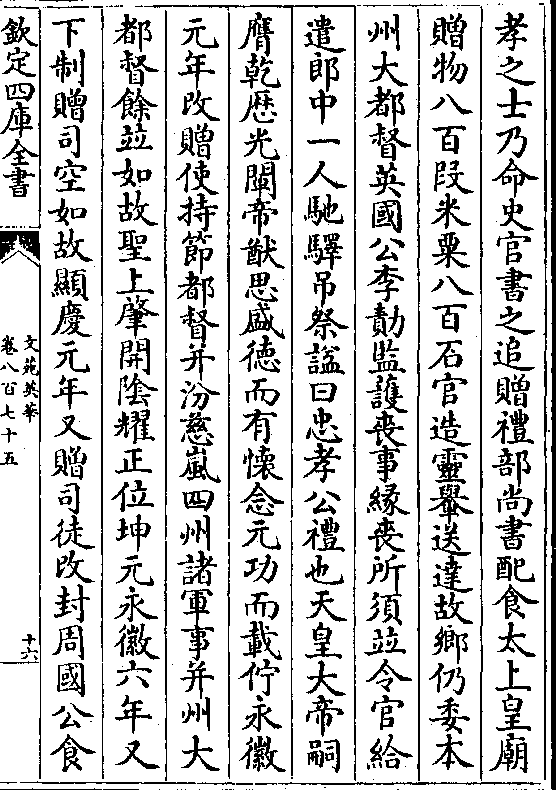 孝之士乃命史官書之追贈禮部尚書配食太上皇廟
贈物八百段米粟八百石官造靈轝送達故鄉仍委本
州大都督英國公李勣監護喪事緣喪所須並令官給
遣郎中一人馳驛吊祭諡曰忠孝公禮也天皇大帝嗣
膺乾歴光闡帝猷思盛徳而有懷念元功而載佇永徽
元年改贈使持節都督并汾慈嵐四州諸軍事并州大
都督餘並如故聖上肇開陰耀正位坤元永徽六年又
下制贈司空如故顯慶元年又贈司徒改封周國公食
欽定四庫全書
文苑英華
卷八百七十五
十六